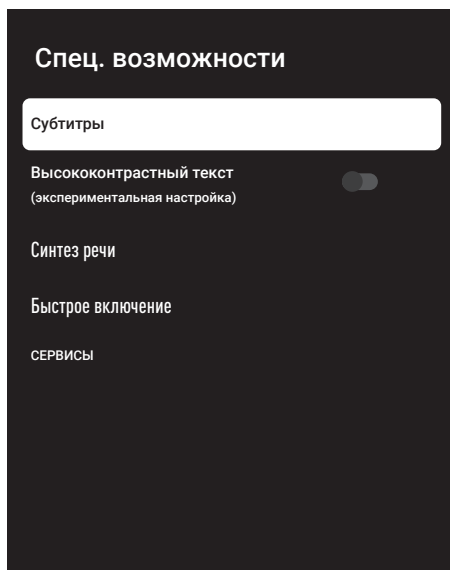 Спец. возможности
Субтитры
Высококонтрастный текст
(экспериментальная настройка)
Синтез речи
Быстрое включение
СЕРВИСЫ